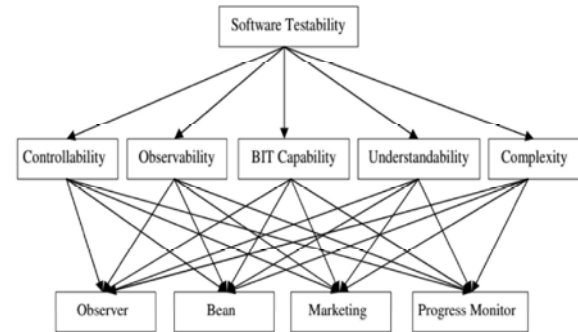 Software Testability
Controllability
Observability
BIT Capability
Understandability
Complexity
Observer
Bean
Marketing
Progress Monitor